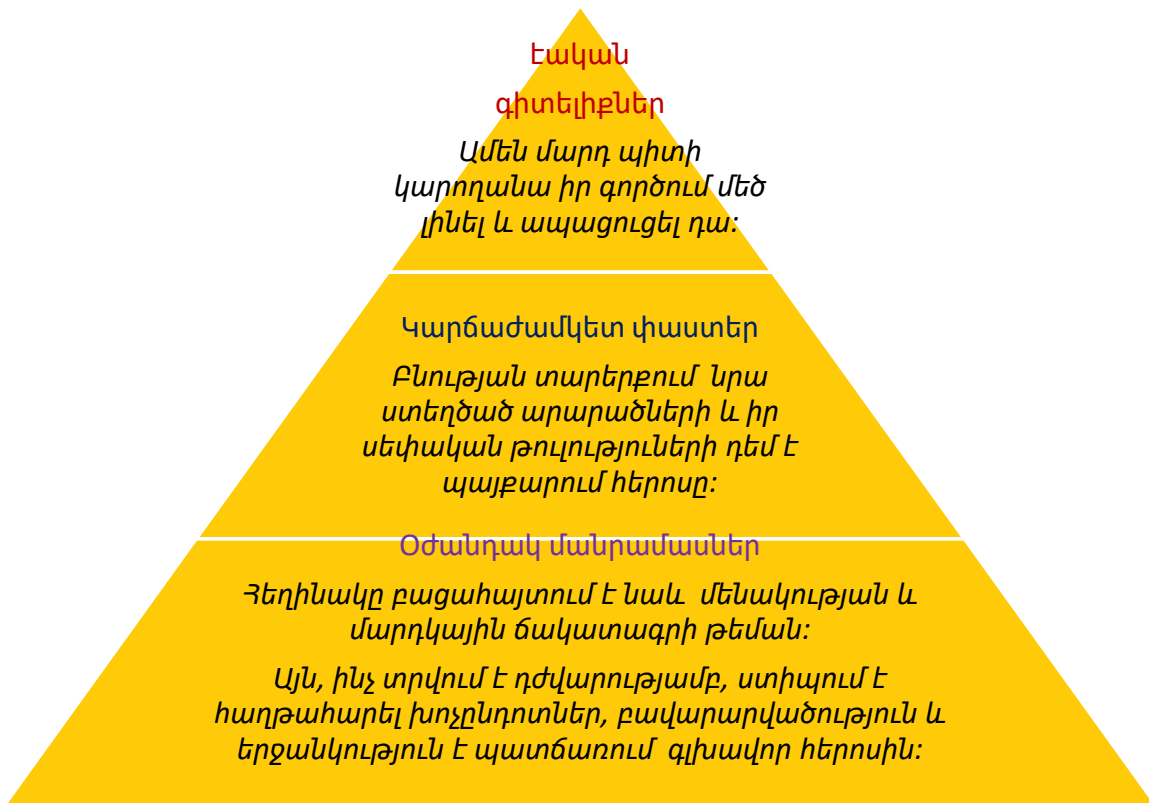 էական
գիտելիքներ
Ամեն մարդ պիտի
կարողանա իր գործում մեծ
լինել և ապացուցել դա:
Կարճաժամկետ փաստեր
Բնության տարերքում նրա
ստեղծած արարածների և իր
սեփական թուլություների դեմ է
պայքարում հերոսը:
Օժանդակ մանրամասներ
Հեղինակը բացահայտում է նաև մենակության և
մարդկային ճակատագրի թեման:
Այն, ինչ տրվում է դժվարությամբ, ստիպում է
հաղթահարել խոչընդոտներ, բավարարվածություն և
երջանկություն է պատճառում գլխավոր հերոսին: